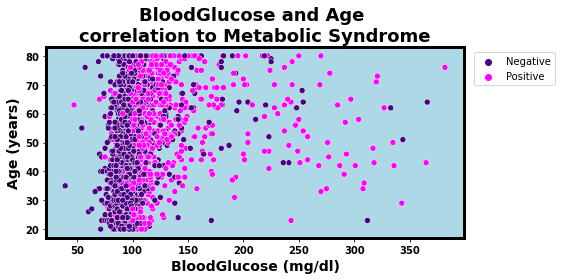 BloodGlucose and Age
correlation to Metabolic Syndrome
Negative
Positive
Age (years)
80
70
60
50
40
30
20
50 100 150 200 250 300 350
BloodGlucose (mg/dl)